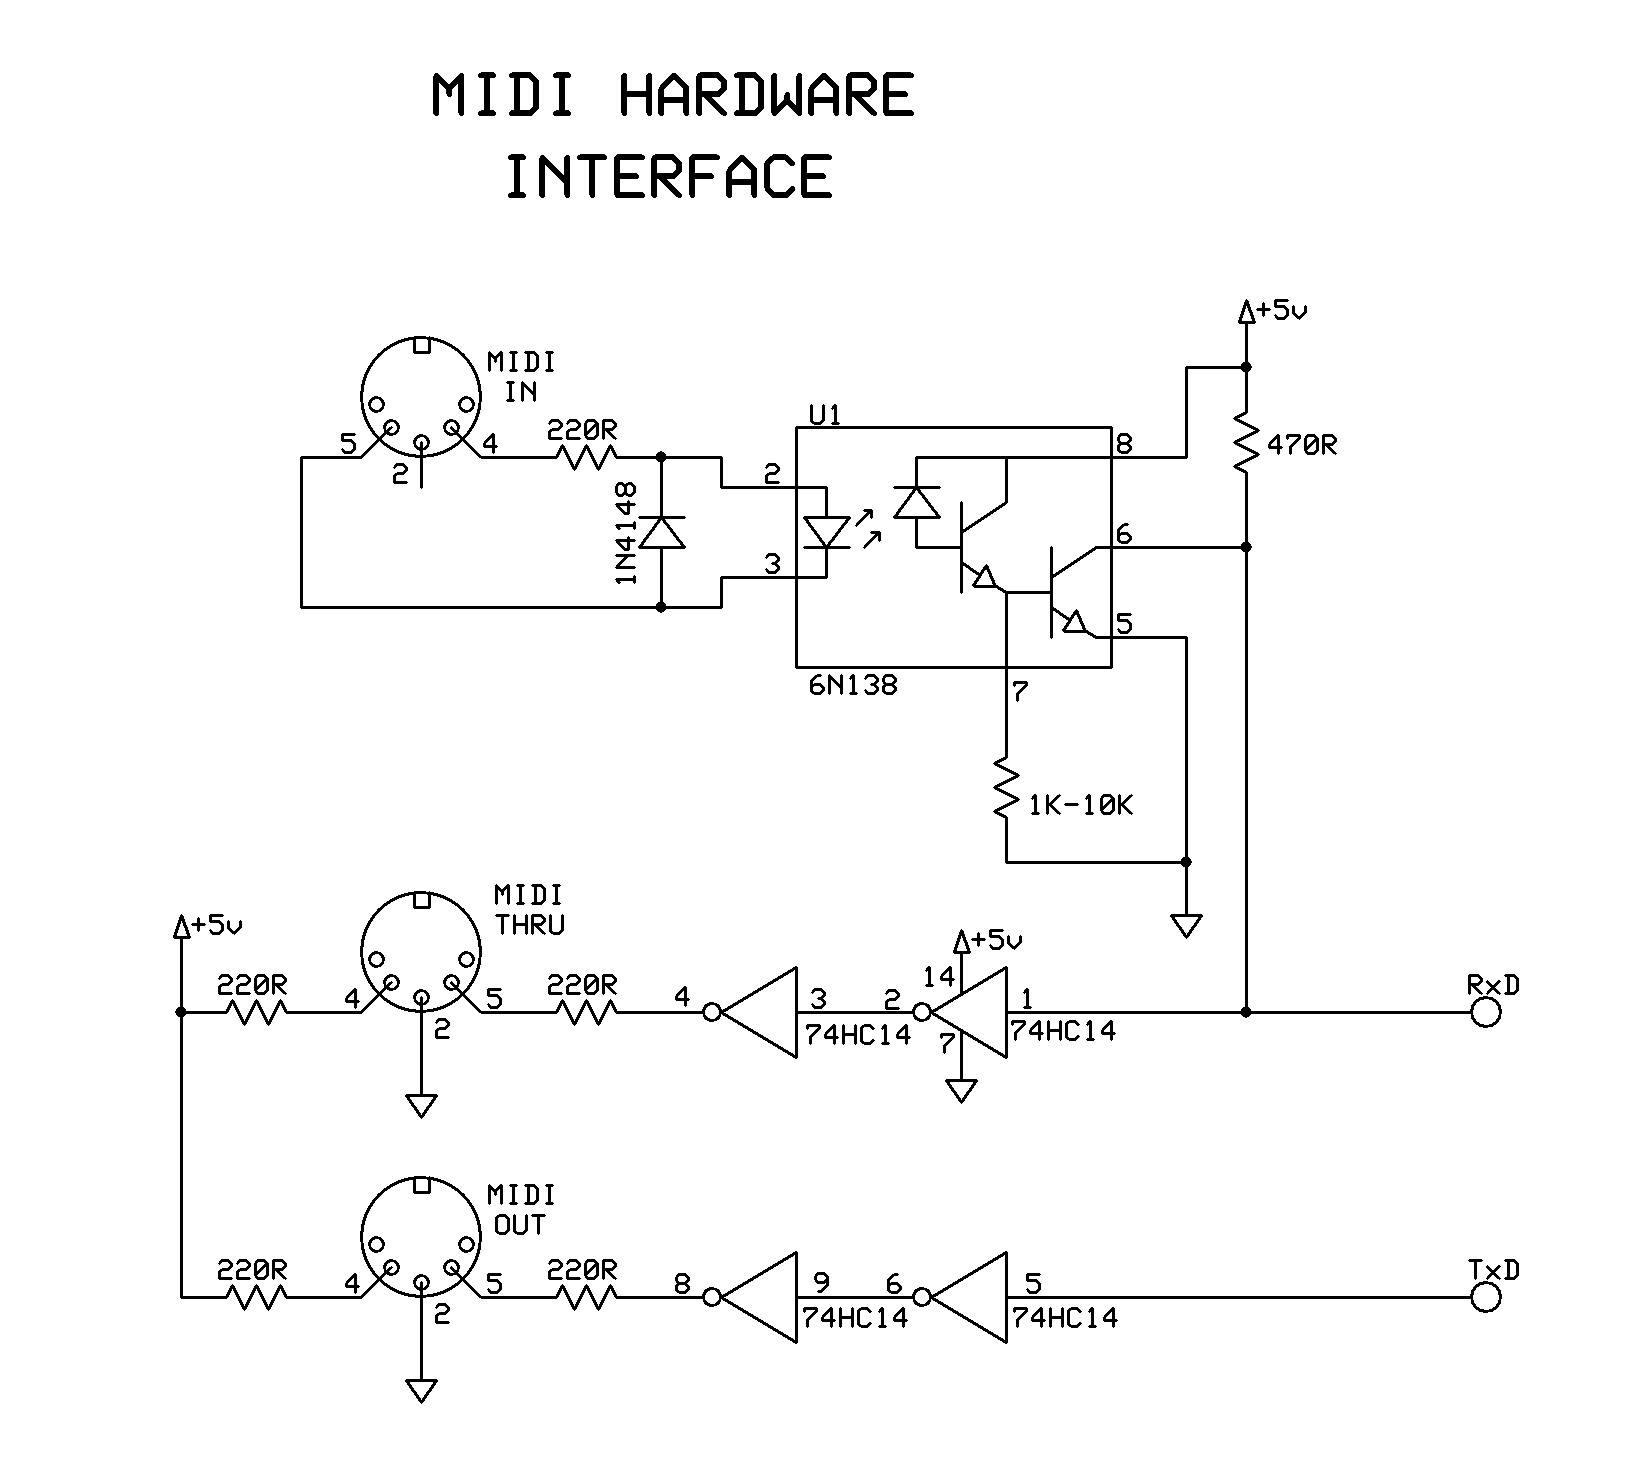 MIDI HARDWARE
INTERFACE
+5v
MIDI
IN
U1
5
2
4
220R
1N4148
2
3
8
470R
6
5
6N138
7
1K-10K
MIDI
THRU
+5v
+5v
220R
4
2
5
220R
4
3
74HC14
2
14
7
1
74HC14
RxD
MIDI
OUT
220R
4
2
5
220R
8
9
74HC14
6
5
74HC14
TxD